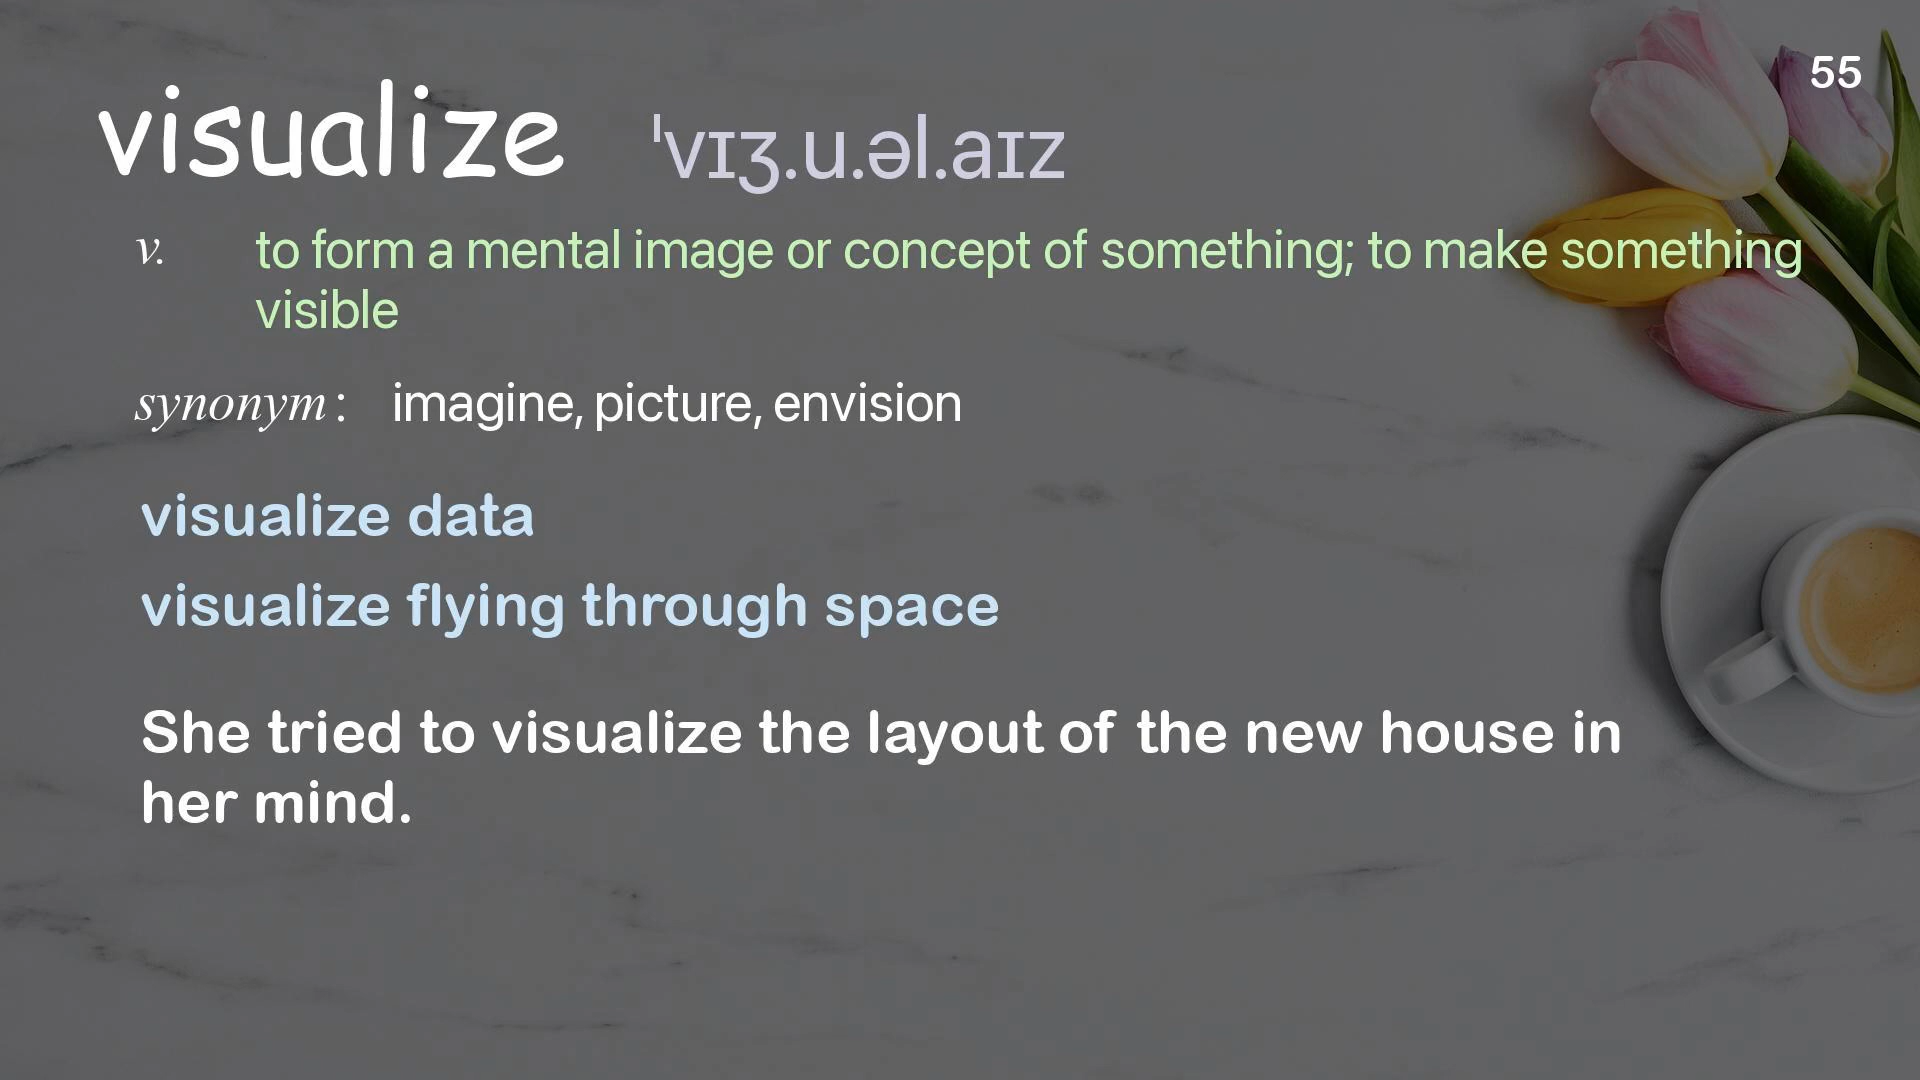 55
visualize ˈvɪʒ.u.əl.aɪz
v. to form a mental image or concept of something; to make something
visible
synonym: imagine, picture, envision
visualize data
visualize flying through space
She tried to visualize the layout of the new house in
her mind.